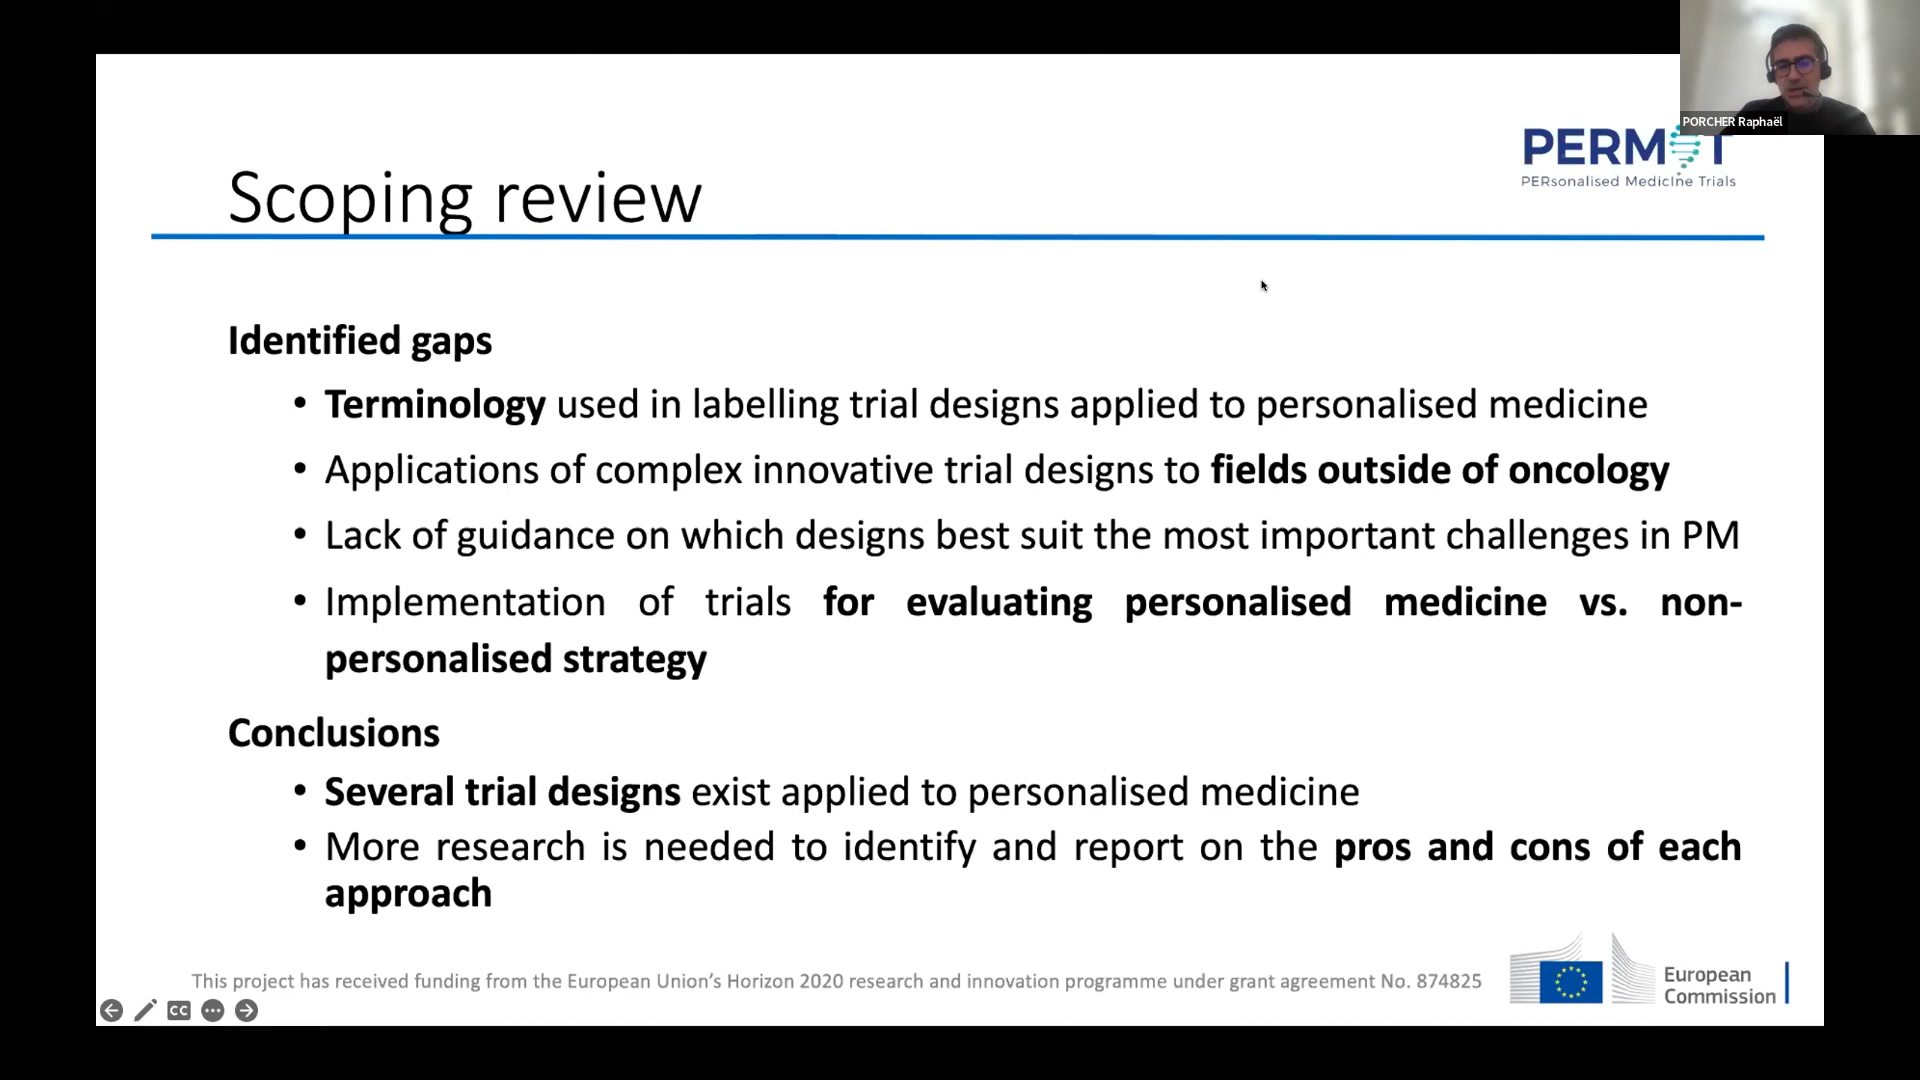 PORCHER Raphaël
PERMIT
PERsonalised MedicIne Trials
Scoping review
Identified gaps
• Terminology used in labelling trial designs applied to personalised medicine
• Applications of complex innovative trial designs to fields outside of oncology
• Lack of guidance on which designs best suit the most important challenges in PM
• Implementation of trials for evaluating personalised medicine vs. non-
personalised strategy
Conclusions
• Several trial designs exist applied to personalised medicine
• More research is needed to identify and report on the pros and cons of each
approach
This project has received funding from the European Union's Horizon 2020 research and innovation programme under grant agreement No. 874825
European
Commission
CC